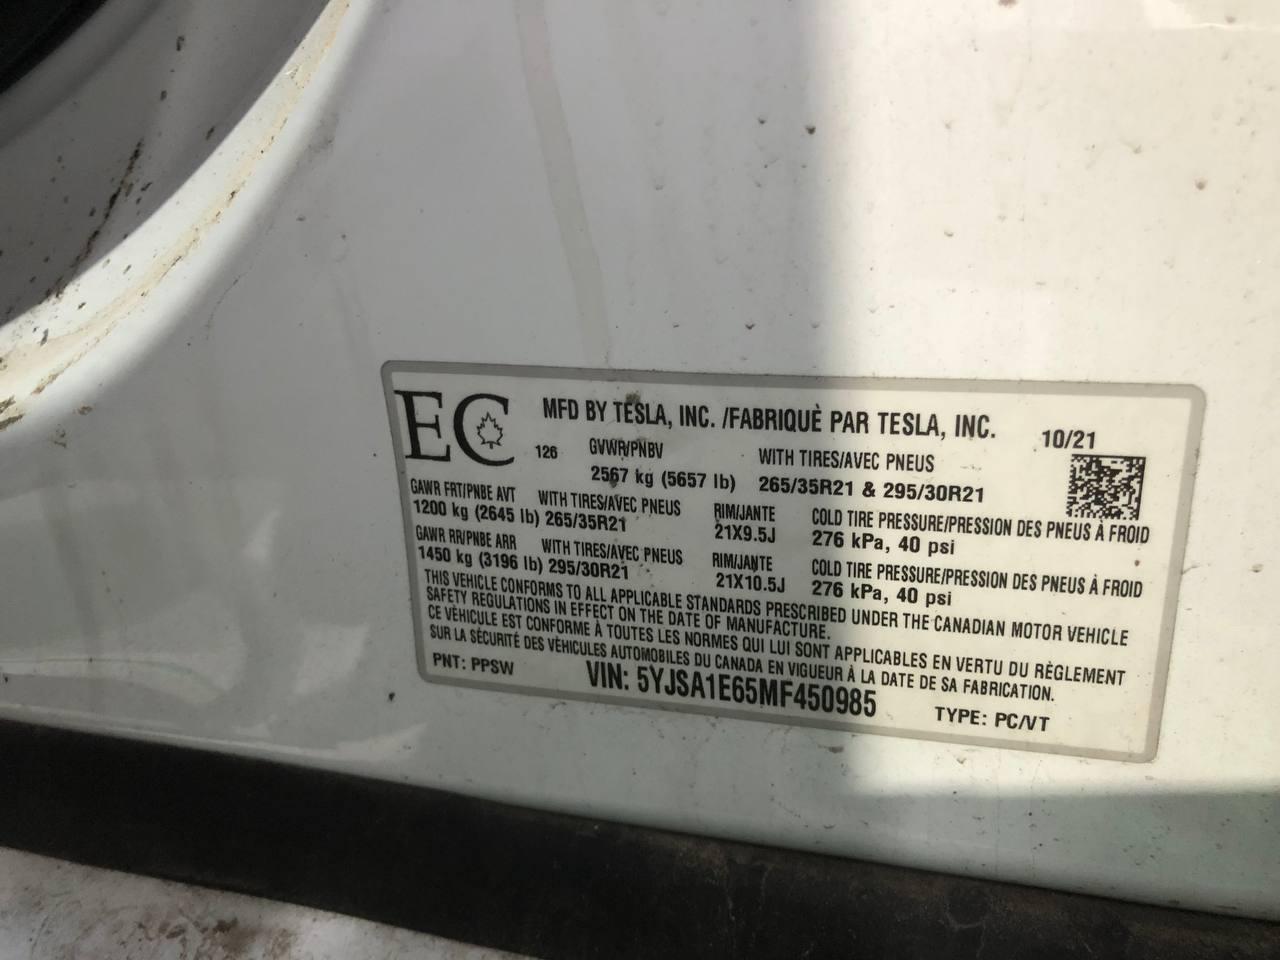 EC
MFD BY TESLA, INC. /FABRIQUÈ PAR TESLA, INC. 10/21
126 GVWR/PNBV WITH TIRES/AVEC PNEUS
2567 kg (5657 lb) 265/35R21 & 295/30R21
GAWR FRT/PNBE AVT WITH TIRES/AVEC PNEUS RIM/JANTE COLD TIRE PRESSURE/PRESSION DES PNEUS À FROID
1200 kg (2645 lb) 265/35R21 21X9.5J 276 kPa, 40 psi
GAWR RR/PNBE ARR WITH TIRES/AVEC PNEUS RIM/JANTE COLD TIRE PRESSURE/PRESSION DES PNEUS À FROID
1450 kg (3196 lb) 295/30R21 21X10.5J 276 kPa, 40 psi
THIS VEHICLE CONFORMS TO ALL APPLICABLE STANDARDS PRESCRIBED UNDER THE CANADIAN MOTOR VEHICLE
SAFETY REGULATIONS IN EFFECT ON THE DATE OF MANUFACTURE.
CE VÈHICULE EST CONFORME À TOUTES LES NORMES QUI LUI SONT APPLICABLES EN VERTU DU RÈGLEMENT
SUR LA SÈCURITÈ DES VÈHICULES AUTOMOBILES DU CANADA EN VIGUEUR À LA DATE DE SA FABRICATION.
PNT: PPSW VIN: 5YJSA1E65MF450985 TYPE: PC/VT